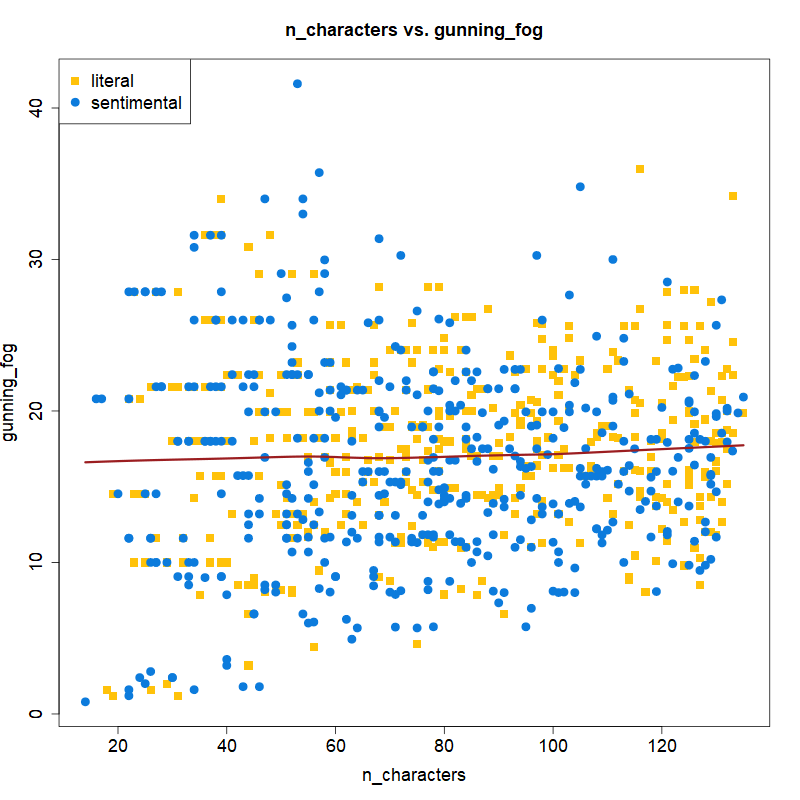 n_characters vs. gunning_fog
literal
sentimental
gunning_fog
40
30
20
10
0
20 40 60 80 100 120
n_characters